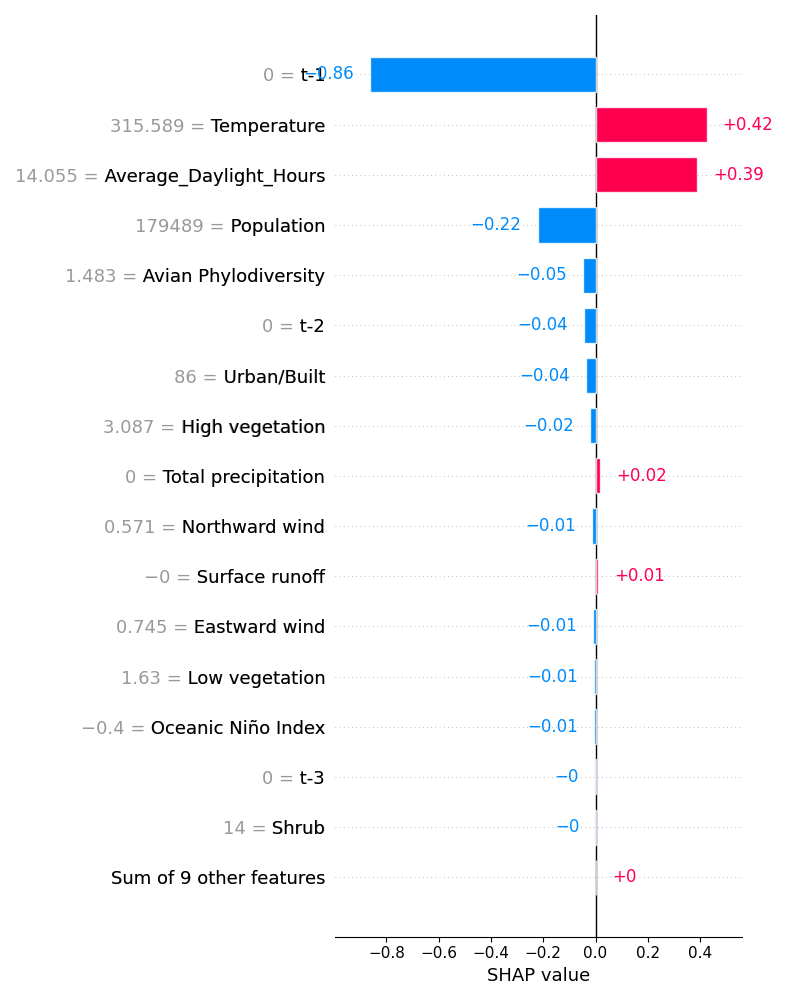 0 = t-1 −0.86
315.589 = Temperature +0.42
14.055 = Average_Daylight_Hours +0.39
179489 = Population −0.22
1.483 = Avian Phylodiversity −0.05
0 = t-2 −0.04
86 = Urban/Built −0.04
3.087 = High vegetation −0.02
0 = Total precipitation +0.02
0.571 = Northward wind −0.01
−0 = Surface runoff +0.01
0.745 = Eastward wind −0.01
1.63 = Low vegetation −0.01
−0.4 = Oceanic Niño Index −0.01
0 = t-3 −0
14 = Shrub −0
Sum of 9 other features +0
−0.8 −0.6 −0.4 −0.2 0.0 0.2 0.4
SHAP value